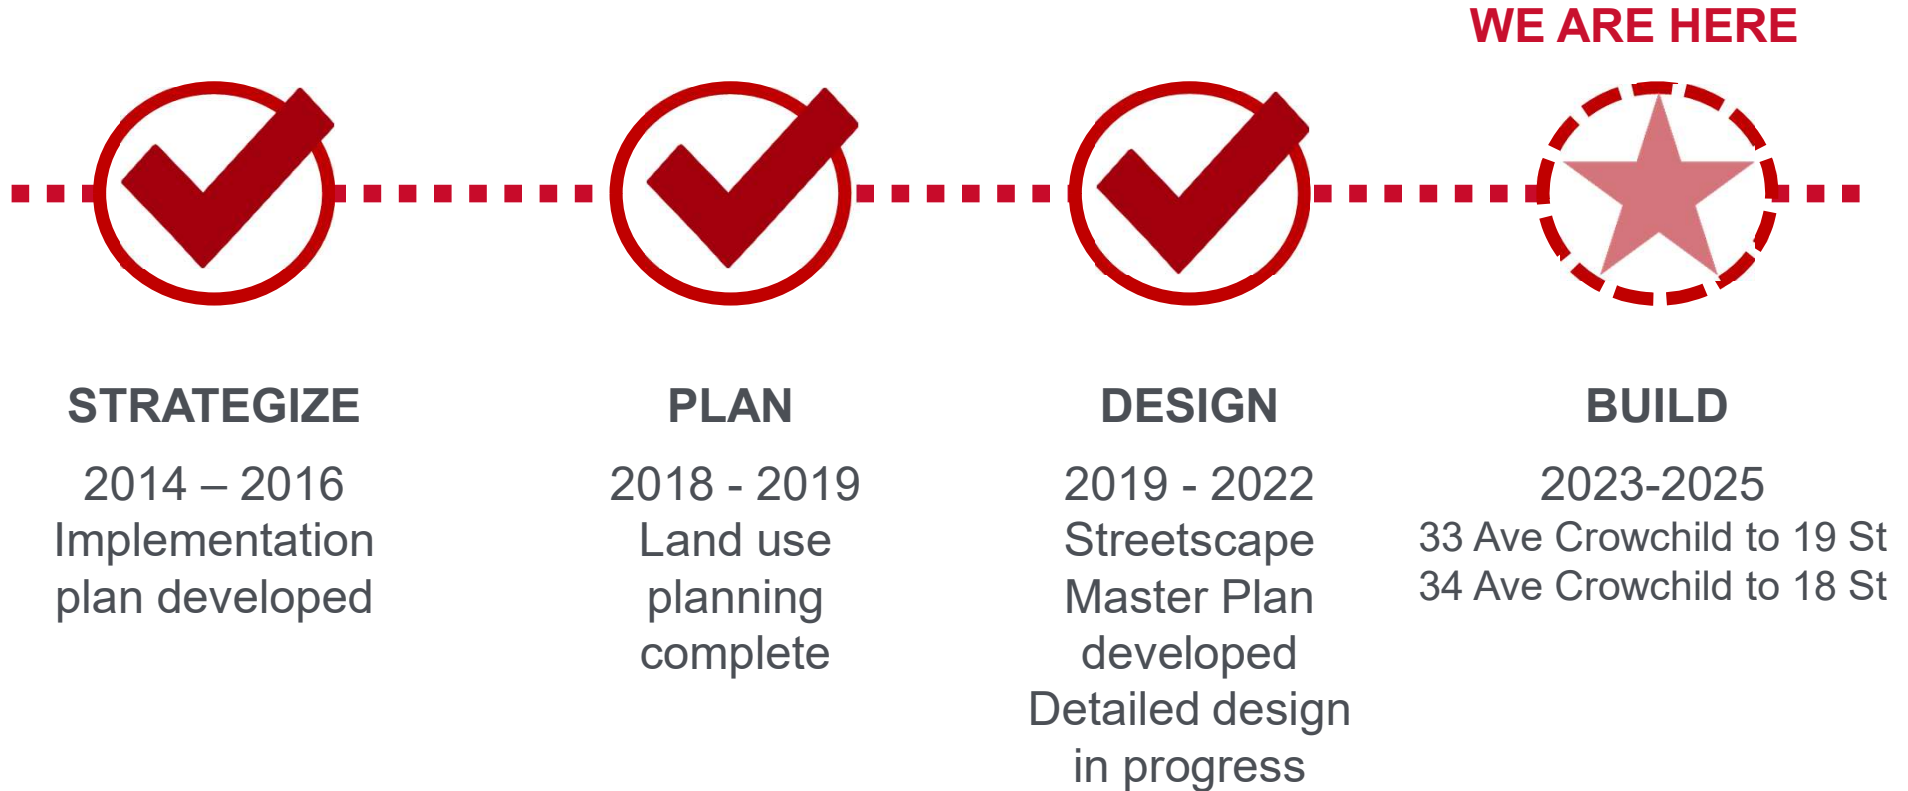 WE ARE HERE
STRATEGIZE
2014 – 2016
Implementation
plan developed
PLAN
2018 - 2019
Land use
planning
complete
DESIGN
2019 - 2022
Streetscape
Master Plan
developed
Detailed design
in progress
BUILD
2023-2025
33 Ave Crowchild to 19 St
34 Ave Crowchild to 18 St